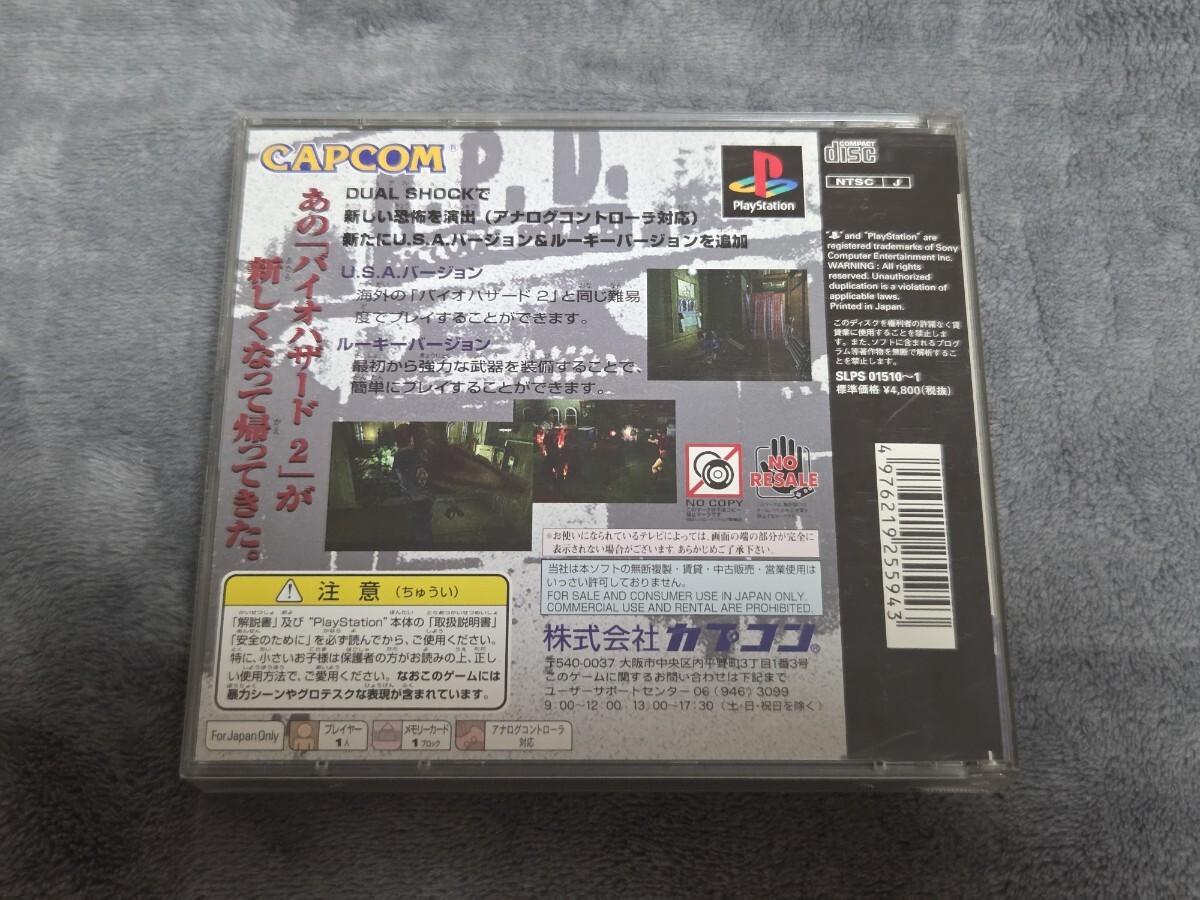 CAPCOM
R.P.D.
DUAL SHOCKで
新しい恐怖を演出（アナログコントローラ対応）
新たにU.S.A.バージョン&ルーキーバージョンを追加
あの「バイオハザード 2」が
新しくなって帰ってきた。
U.S.A.バージョン
海外の「バイオハザード 2」と同じ難易
度でプレイすることができます。
ルーキーバージョン
最初から強力な武器を装備することで、
簡単にプレイすることができます。
PlayStation
COMPACT
disc
NTSC J
"PS" and "PlayStation" are
registered trademarks of Sony
Computer Entertainment Inc.
WARNING : All rights
reserved. Unauthorized
duplication is a violation of
applicable laws.
Printed in Japan.
このディスクを権利者の許諾なく賃
貸業に使用することを禁止しま
す。また、ソフトに含まれるプログ
ラム等著作物を無断で解析するこ
とを禁止します。
SLPS 01510〜1
標準価格 ¥4,800(税抜)
4976219255943
NO COPY
NO
RESALE
※お使いになられているテレビによっては、画面の端の部分が完全に
表示されない場合がございます。あらかじめご了承下さい。
当社は本ソフトの無断複製・賃貸・中古販売・営業使用は
いっさい許可しておりません。
FOR SALE AND CONSUMER USE IN JAPAN ONLY.
COMMERCIAL USE AND RENTAL ARE PROHIBITED.
株式会社 カプコン®
〒540-0037 大阪市中央区内平野町3丁目1番3号
このゲームに関するお問い合わせは下記まで
ユーザーサポートセンター 06 (946) 3099
9:00〜12:00 13:00〜17:30 (土・日・祝日を除く)
注意 (ちゅうい)
「解説書」及び "PlayStation" 本体の「取扱説明書」
「安全のために」を必ず読んでから、ご使用ください。
特に、小さいお子様は保護者の方がお読みの上、正し
い使用方法で、ご愛用ください。なおこのゲームには
暴力シーンやグロテスクな表現が含まれています。
For Japan Only
プレイヤー
1人
メモリーカード
1ブロック
アナログコントローラ
対応